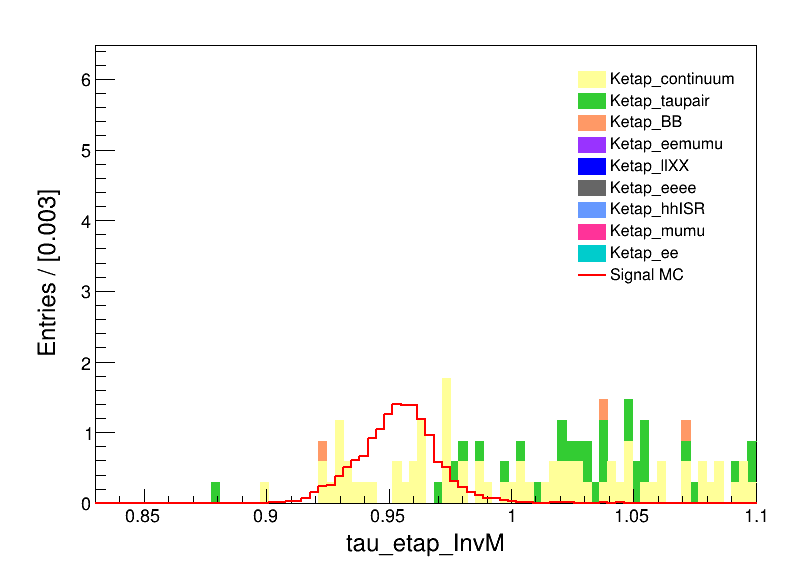 Entries / [0.003]
6
5
4
3
2
1
0
Ketap_continuum
Ketap_taupair
Ketap_BB
Ketap_eemumu
Ketap_llXX
Ketap_eeee
Ketap_hhISR
Ketap_mumu
Ketap_ee
Signal MC
0.85 0.9 0.95 1 1.05 1.1
tau_etap_InvM